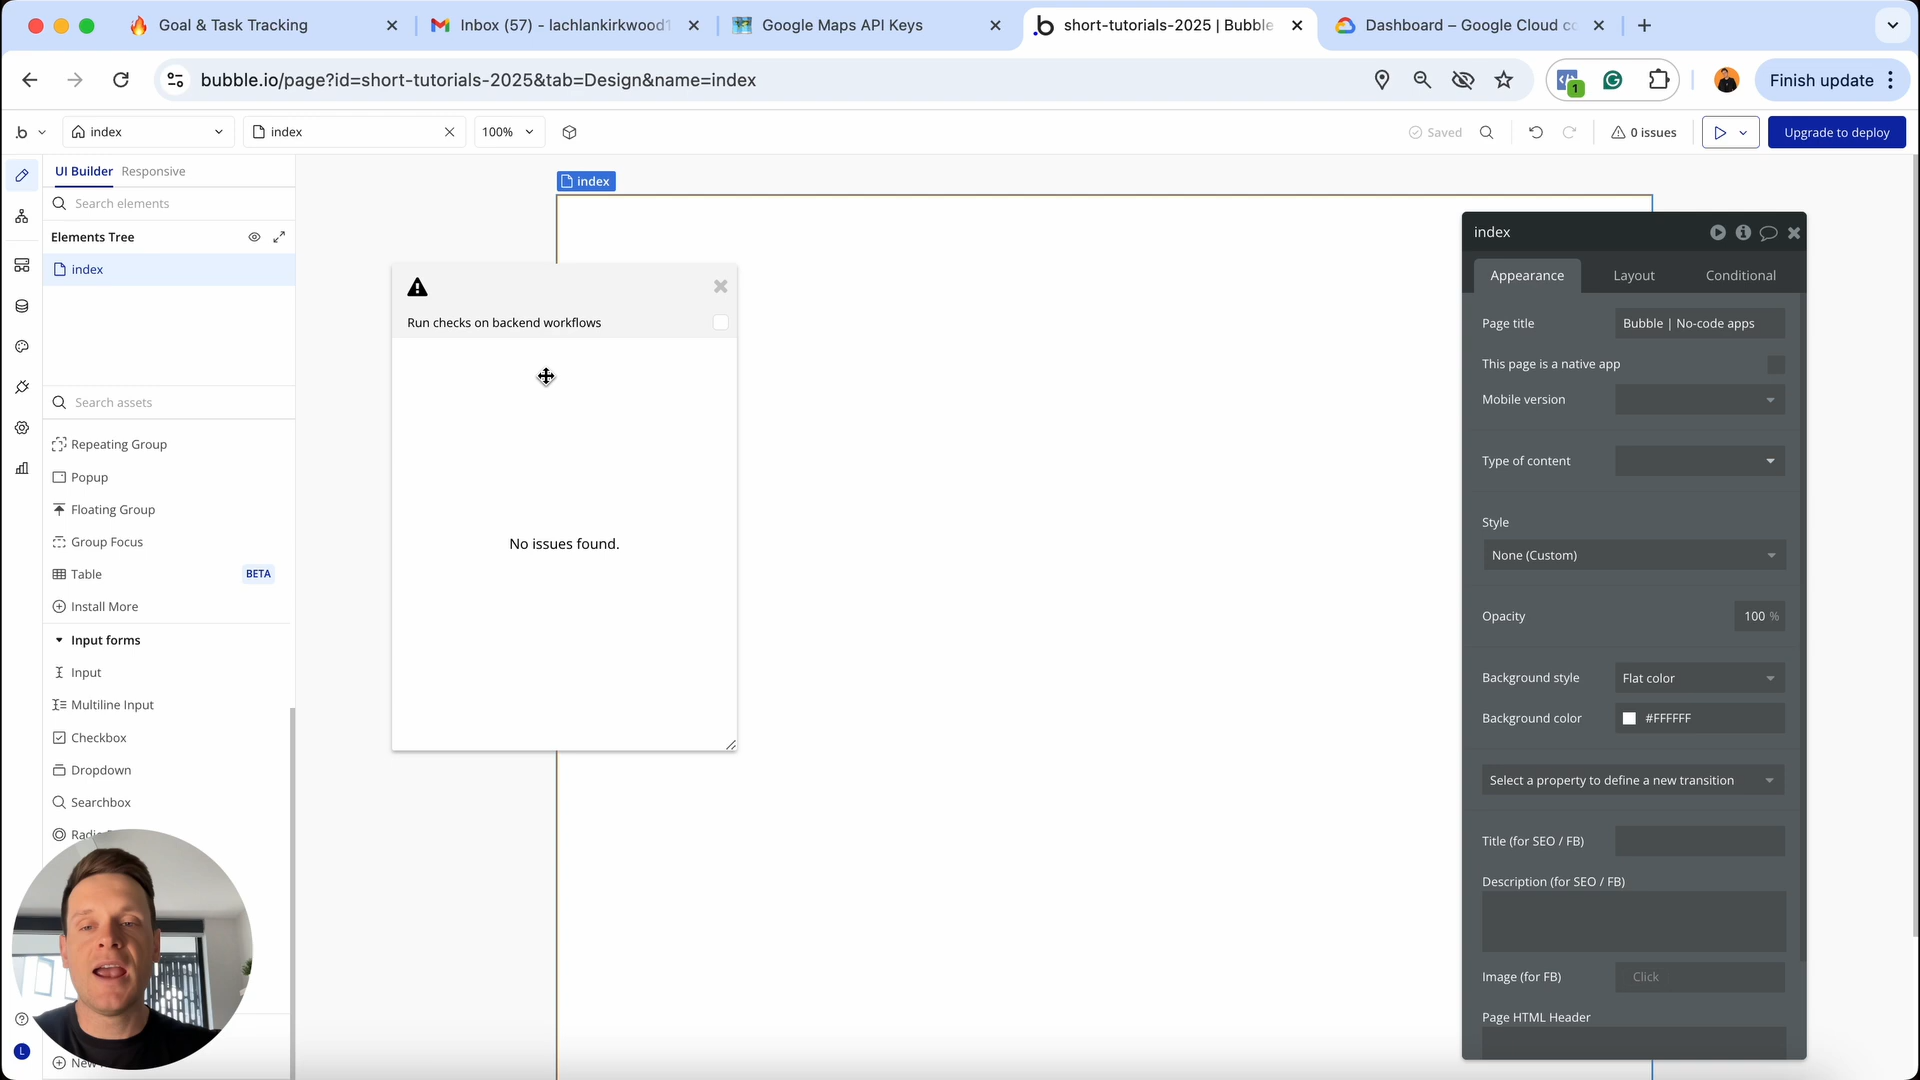 Goal & Task Tracking
Inbox (57) - lachlankirkwood1
Google Maps API Keys
short-tutorials-2025 | Bubble
Dashboard – Google Cloud co
bubble.io/page?id=short-tutorials-2025&tab=Design&name=index
1
Finish update
.b
index
index
100%
Saved
0 issues
Upgrade to deploy
UI Builder
Responsive
Search elements
Elements Tree
index
Search assets
Repeating Group
Popup
Floating Group
Group Focus
Table
BETA
Install More
Input forms
Input
Multiline Input
Checkbox
Dropdown
Searchbox
L
index
Run checks on backend workflows
No issues found.
index
Appearance
Layout
Conditional
Page title
Bubble | No-code apps
This page is a native app
Mobile version
Type of content
Style
None (Custom)
Opacity
100 %
Background style
Flat color
Background color
#FFFFFF
Select a property to define a new transition
Title (for SEO / FB)
Description (for SEO / FB)
Image (for FB)
Click
Page HTML Header